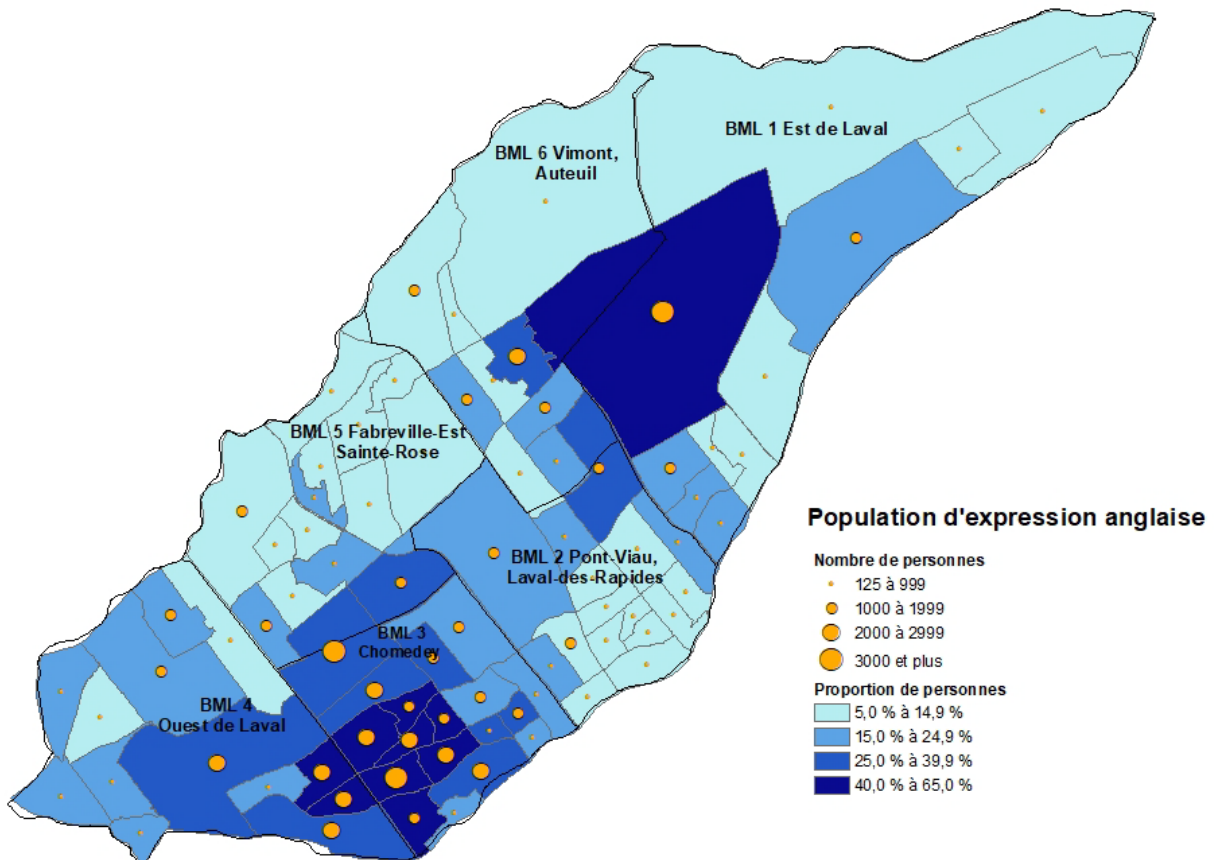 BML 1 Est de Laval
BML 6 Vimont,
Auteuil
BML 5 Fabreville-Est
Sainte-Rose
BML 2 Pont-Viau,
Laval-des-Rapides
BML 3
Chomedey
BML 4
Ouest de Laval
Population d'expression anglaise
Nombre de personnes
125 à 999
1000 à 1999
2000 à 2999
3000 et plus
Proportion de personnes
5,0 % à 14,9 %
15,0 % à 24,9 %
25,0 % à 39,9 %
40,0 % à 65,0 %